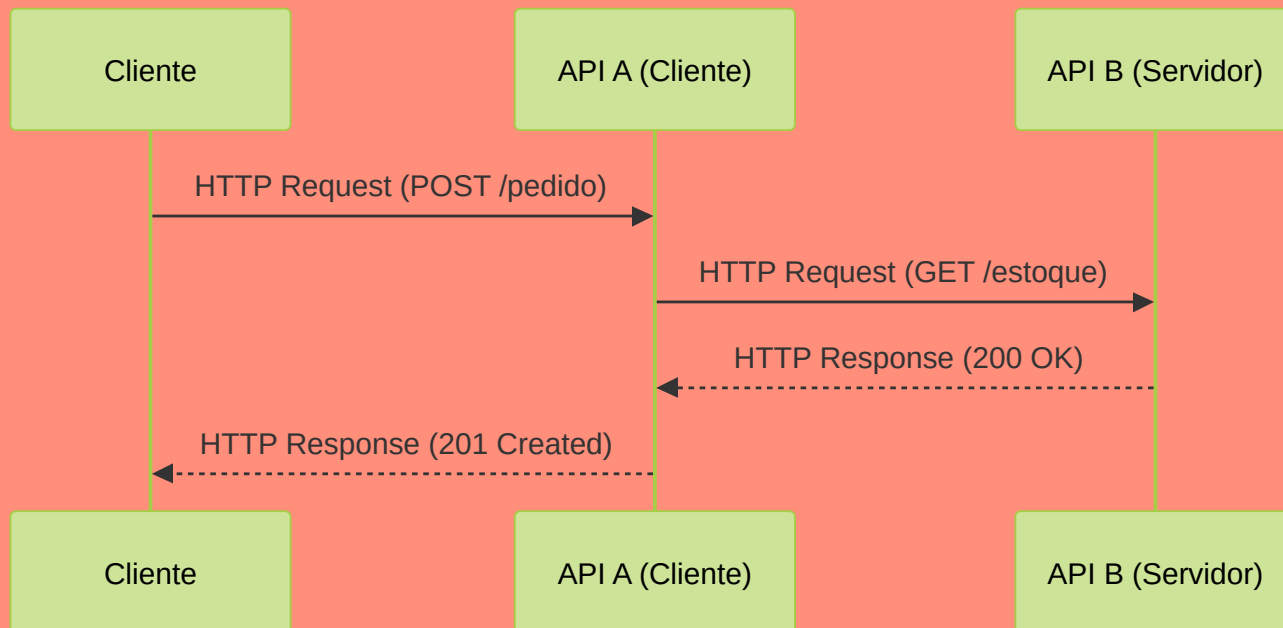 Cliente
API A (Cliente)
API B (Servidor)
HTTP Request (POST /pedido)
HTTP Request (GET /estoque)
HTTP Response (200 OK)
HTTP Response (201 Created)
Cliente
API A (Cliente)
API B (Servidor)